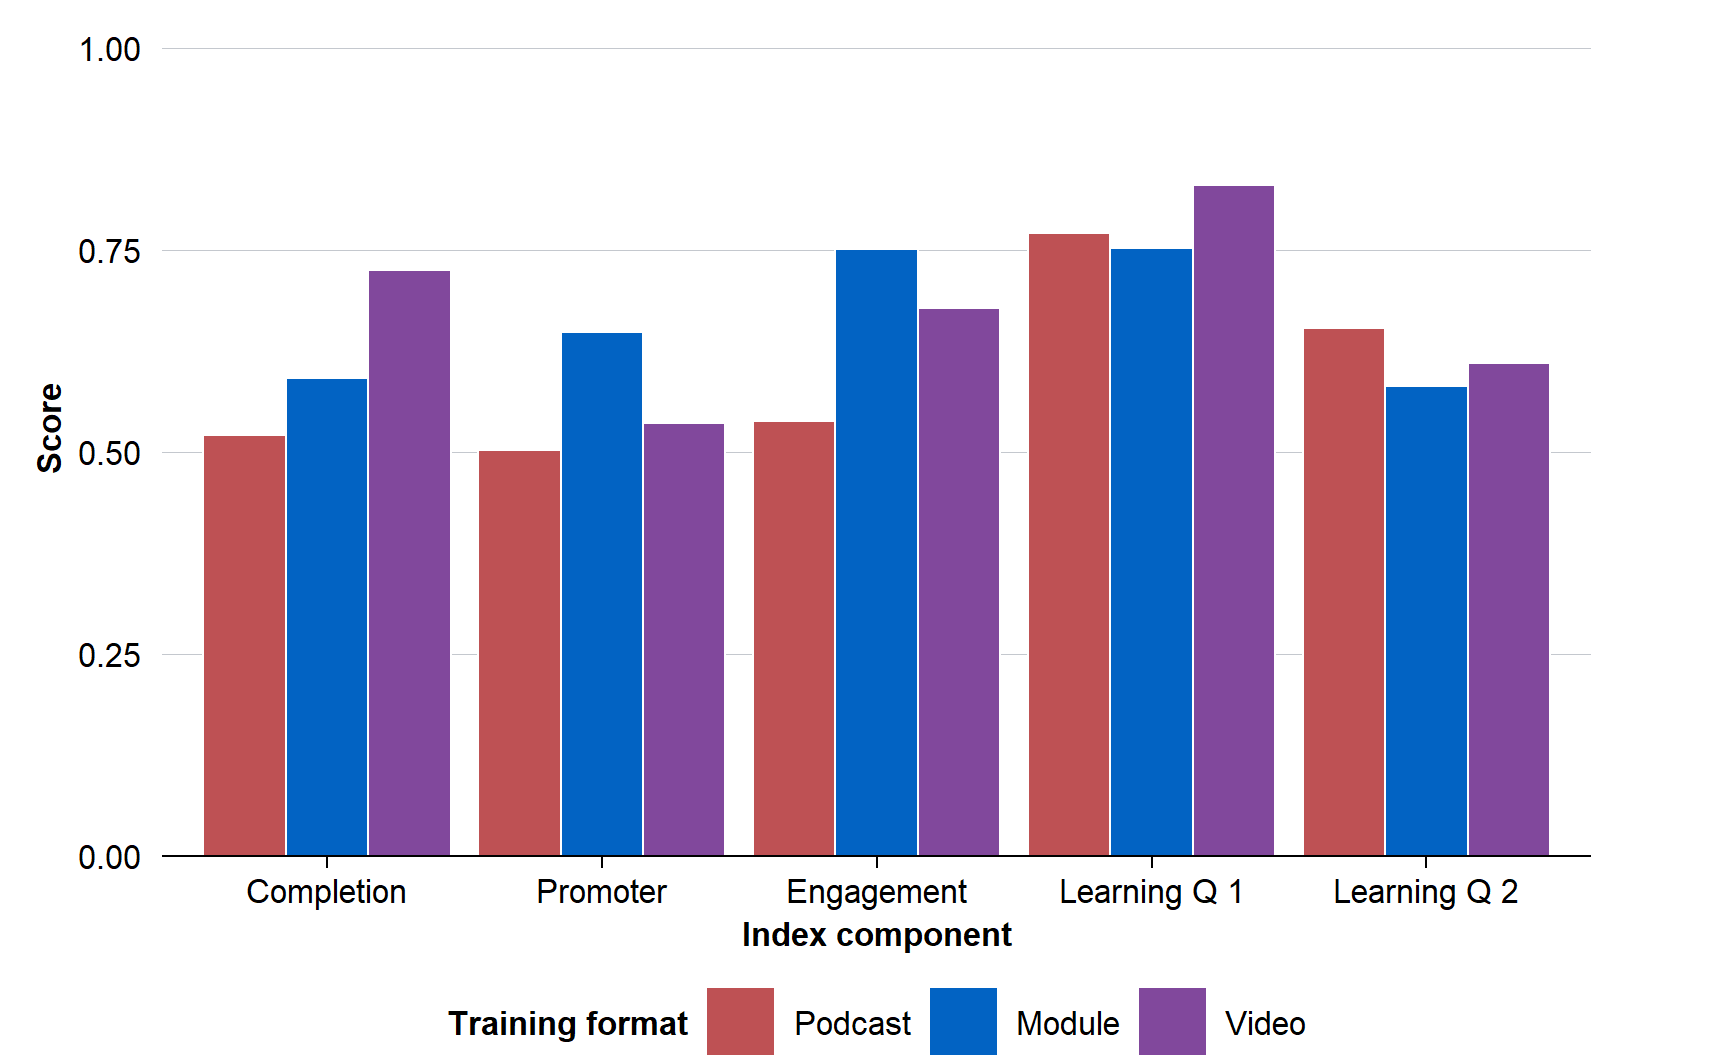 1.00
0.75
0.50
0.25
0.00
Score
Completion Promoter Engagement Learning Q 1 Learning Q 2
Index component
Training format Podcast Module Video